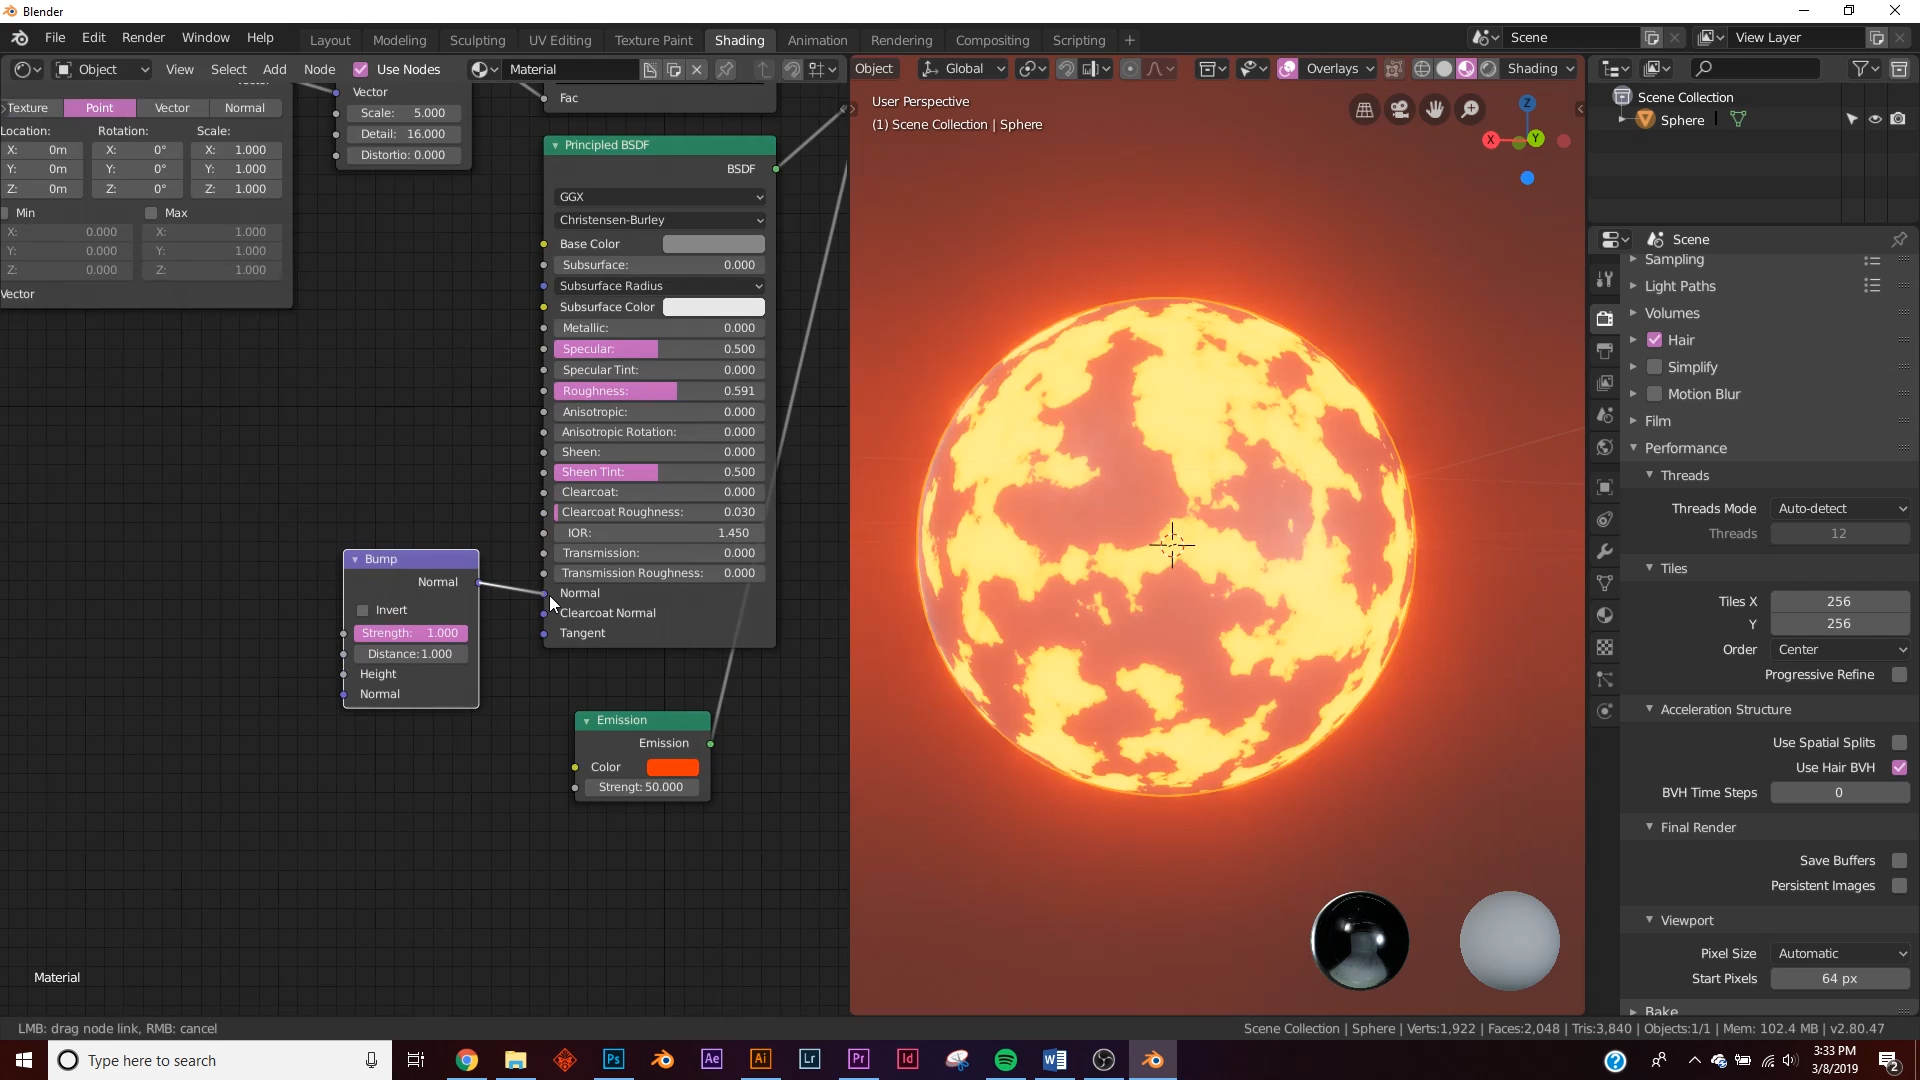 Blender
File Edit Render Window Help Layout Modeling Sculpting UV Editing Texture Paint Shading Animation Rendering Compositing Scripting + Scene View Layer
Object View Select Add Node Use Nodes Material
Object Global Overlays Shading
Texture Point Vector Normal
Location: Rotation: Scale:
X: 0m X: 0° X: 1.000
Y: 0m Y: 0° Y: 1.000
Z: 0m Z: 0° Z: 1.000
Min Max
X: 0.000 X: 1.000
Y: 0.000 Y: 1.000
Z: 0.000 Z: 1.000
Vector
Vector
Scale: 5.000
Detail: 16.000
Distortio: 0.000
Fac
Principled BSDF
BSDF
GGX
Christensen-Burley
Base Color
Subsurface: 0.000
Subsurface Radius
Subsurface Color
Metallic: 0.000
Specular: 0.500
Specular Tint: 0.000
Roughness: 0.591
Anisotropic: 0.000
Anisotropic Rotation: 0.000
Sheen: 0.000
Sheen Tint: 0.500
Clearcoat: 0.000
Clearcoat Roughness: 0.030
IOR: 1.450
Transmission: 0.000
Transmission Roughness: 0.000
Normal
Clearcoat Normal
Tangent
Bump
Normal
Invert
Strength: 1.000
Distance: 1.000
Height
Normal
Emission
Emission
Color
Strengt: 50.000
Material
User Perspective
(1) Scene Collection | Sphere
Z
X
Y
Scene Collection
Sphere
Scene
Sampling
Light Paths
Volumes
Hair
Simplify
Motion Blur
Film
Performance
Threads
Threads Mode Auto-detect
Threads 12
Tiles
Tiles X 256
Y 256
Order Center
Progressive Refine
Acceleration Structure
Use Spatial Splits
Use Hair BVH
BVH Time Steps 0
Final Render
Save Buffers
Persistent Images
Viewport
Pixel Size Automatic
Start Pixels 64 px
Bake
LMB: drag node link, RMB: cancel
Scene Collection | Sphere | Verts:1,922 | Faces:2,048 | Tris:3,840 | Objects:1/1 | Mem: 102.4 MB | v2.80.47
Type here to search
Ps Ae Ai Lr Pr Id
3:33 PM
3/8/2019
2